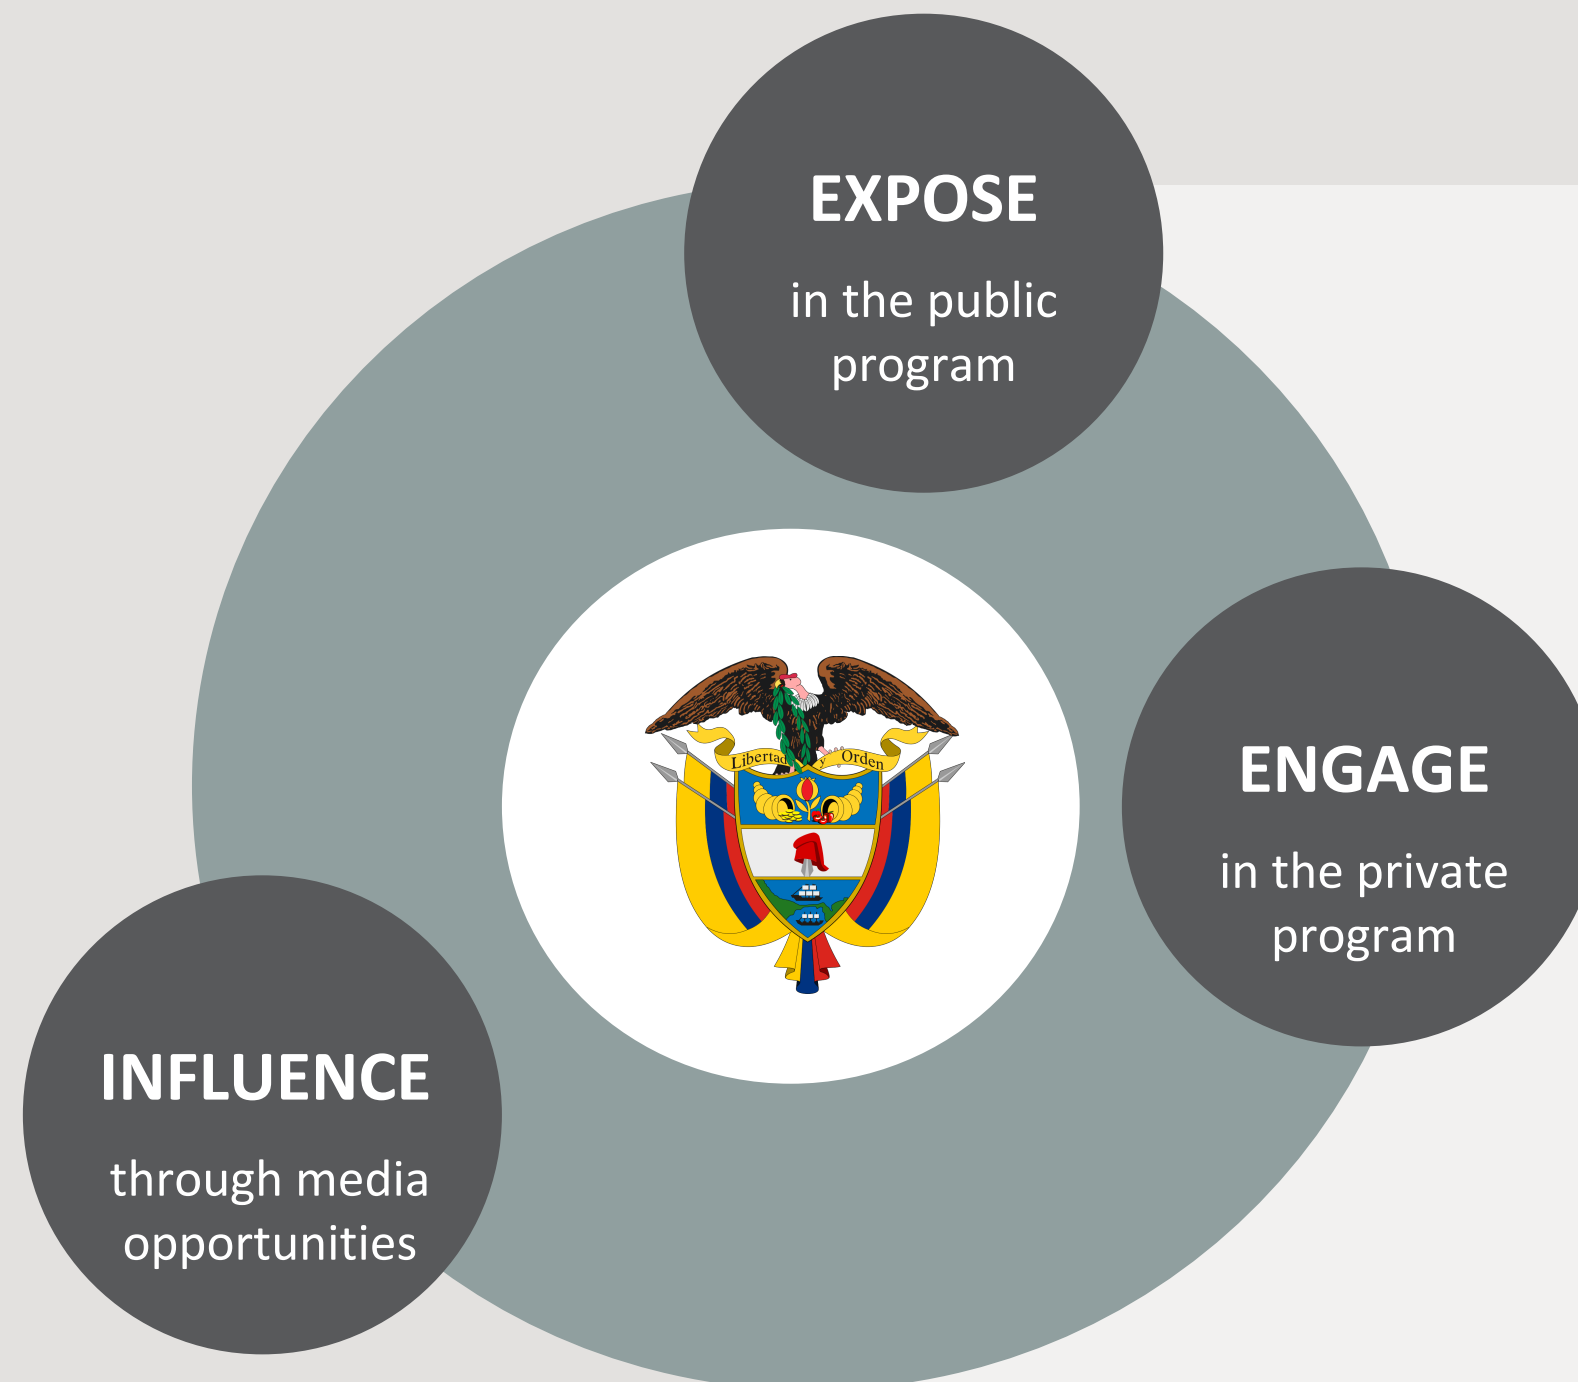 EXPOSE
in the public
program
Libertad y Orden
ENGAGE
in the private
program
INFLUENCE
through media
opportunities